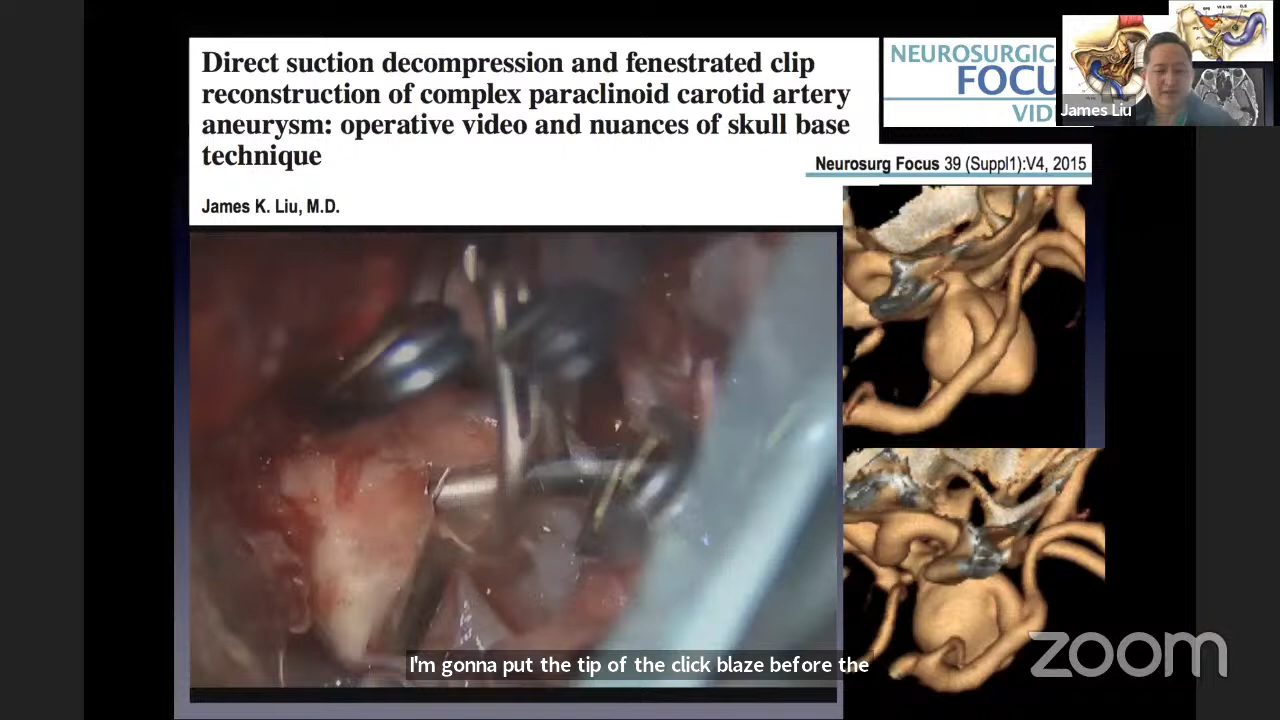 Direct suction decompression and fenestrated clip
reconstruction of complex paraclinoid carotid artery
aneurysm: operative video and nuances of skull base
technique
James K. Liu, M.D.
NEUROSURGIC
FOCU
VID
James Liu
Neurosurg Focus 39 (Suppl1):V4, 2015
I'm gonna put the tip of the click blaze before the
zoom